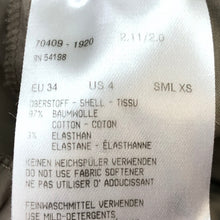 70409 - 1920 2.11/2.0
RN 54198
EU 34 US 4 SML XS
OBERSTOFF - SHELL - TISSU
97% BAUMWOLLE
COTTON - COTON
3% ELASTHAN
ELASTANE - ÉLASTHANNE
KEINEN WEICHSPÜLER VERWENDEN
DO NOT USE FABRIC SOFTENER
NE PAS UTILISER D' ADOUCISSANT
FEINWASCHMITTEL VERWENDEN
USE MILD-DETERGENTS,